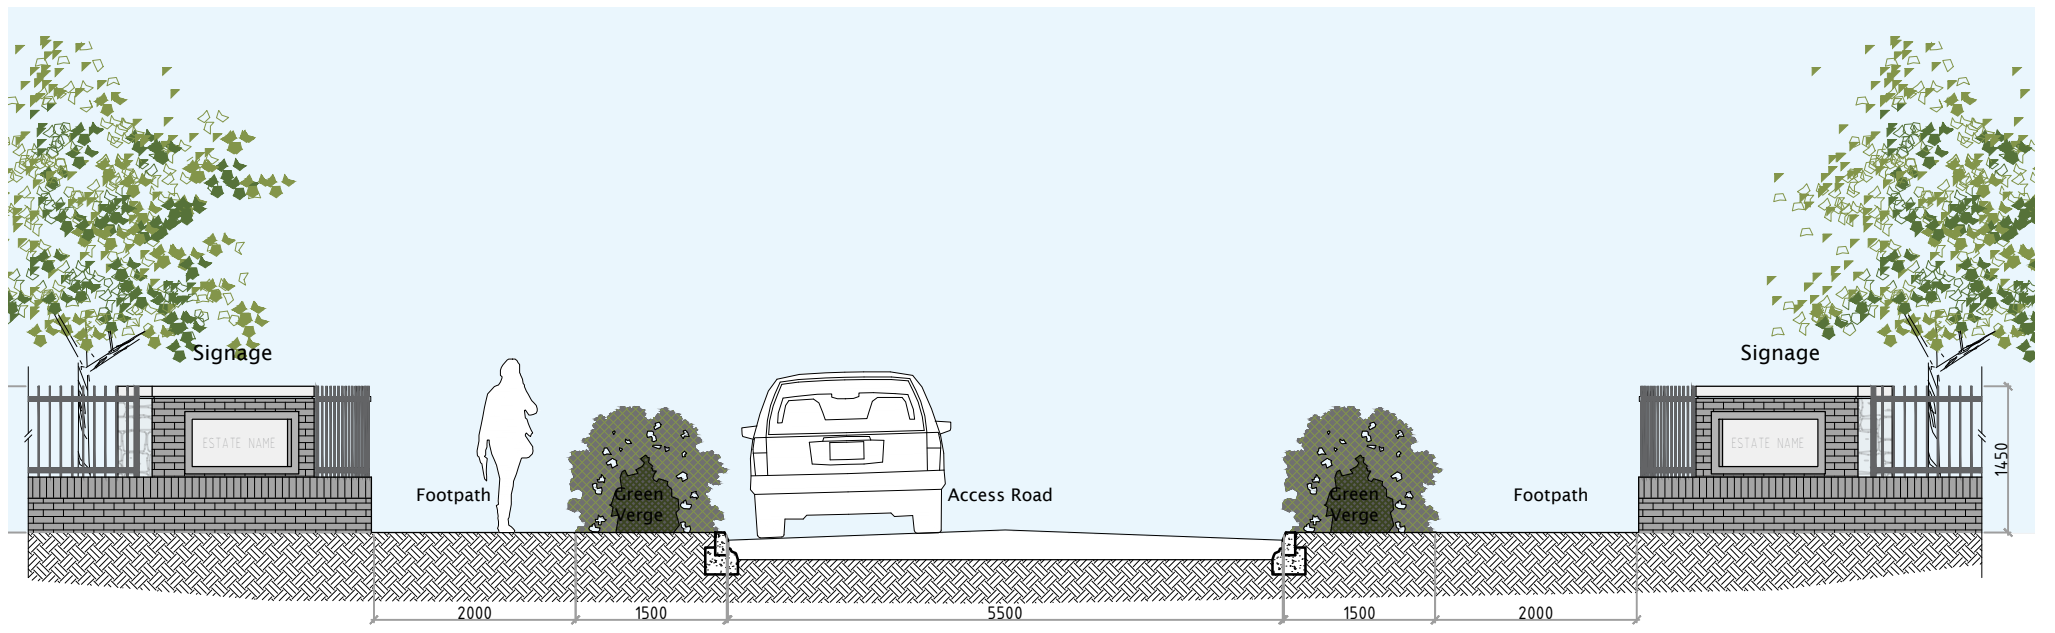 Signage
Signage
ESTATE NAME
ESTATE NAME
1450
Footpath
Green
Verge
Access Road
Green
Verge
Footpath
2000
1500
5500
1500
2000